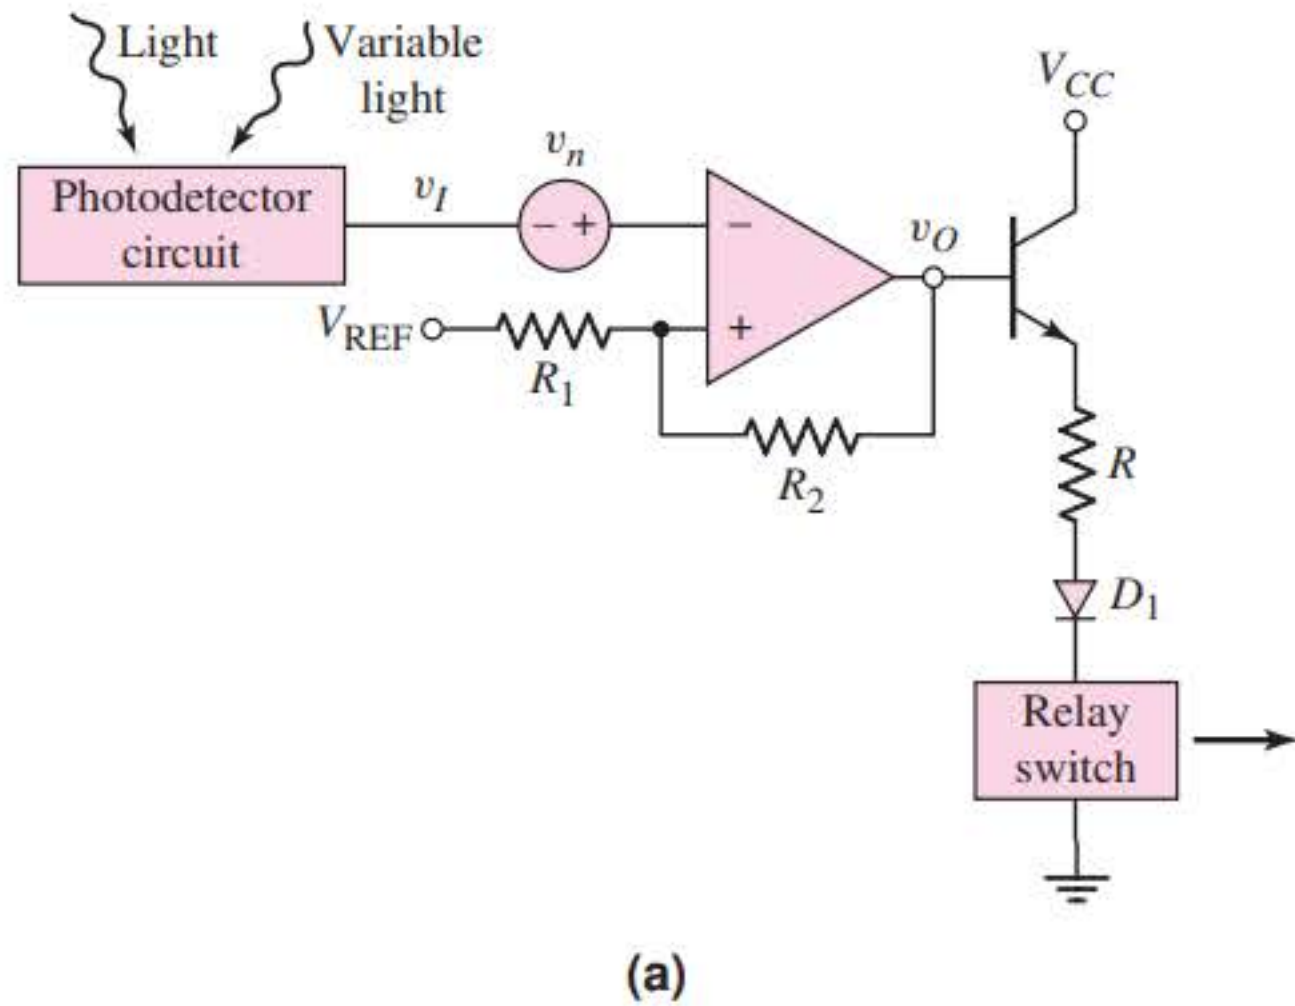 Light
Variable
light
V_CC
Photodetector
circuit
v_I
v_n
− +
−
v_O
V_REF
+
R_1
R_2
R
D_1
Relay
switch
(a)